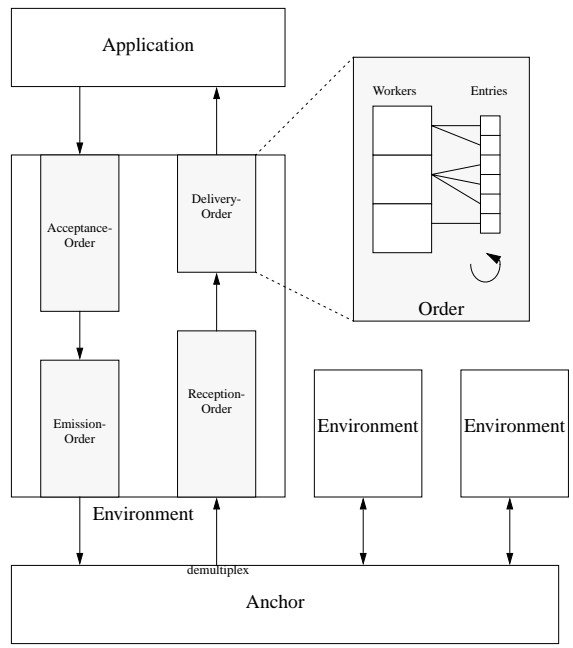 Application
Workers
Entries
Delivery-
Order
Acceptance-
Order
Order
Reception-
Order
Emission-
Order
Environment
Environment
Environment
demultiplex
Anchor